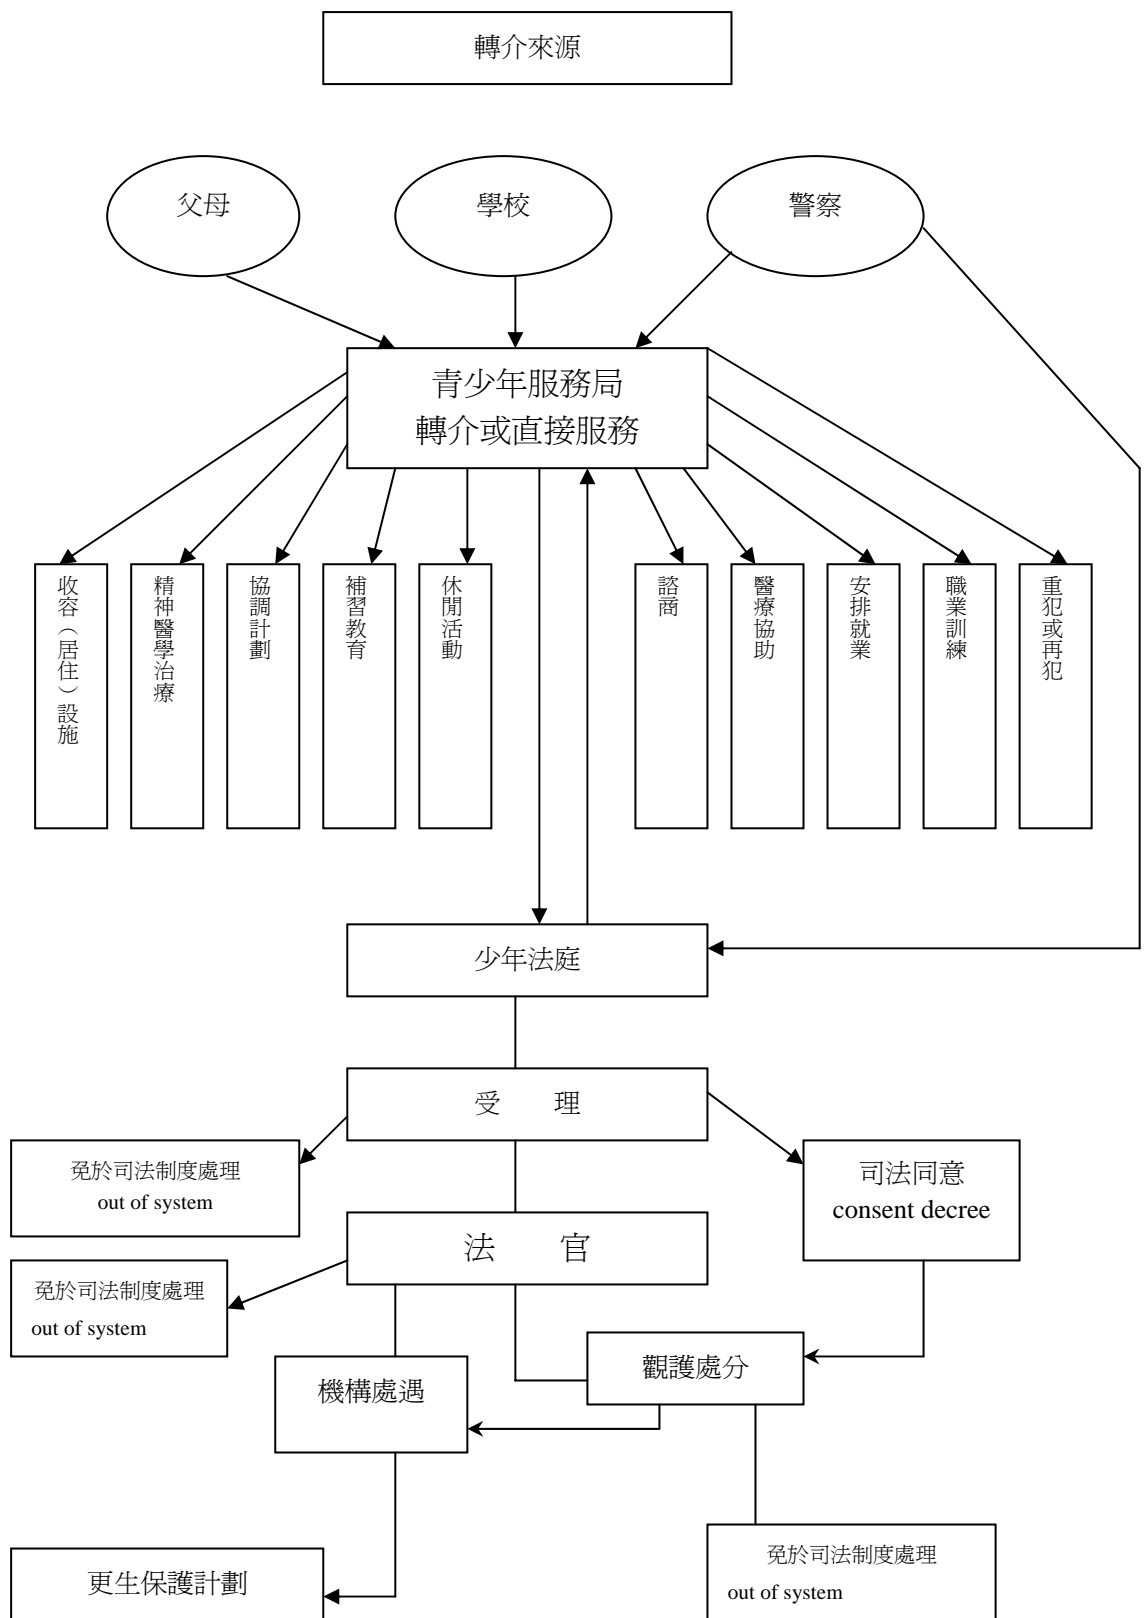 轉介來源
父母
學校
警察
青少年服務局
轉介或直接服務
收容（居住）設施
精神醫學治療
協調計劃
補習教育
休閒活動
諮商
醫療協助
安排就業
職業訓練
重犯或再犯
少年法庭
受　理
免於司法制度處理
out of system
司法同意
consent decree
法　官
免於司法制度處理
out of system
觀護處分
機構處遇
更生保護計劃
免於司法制度處理
out of system